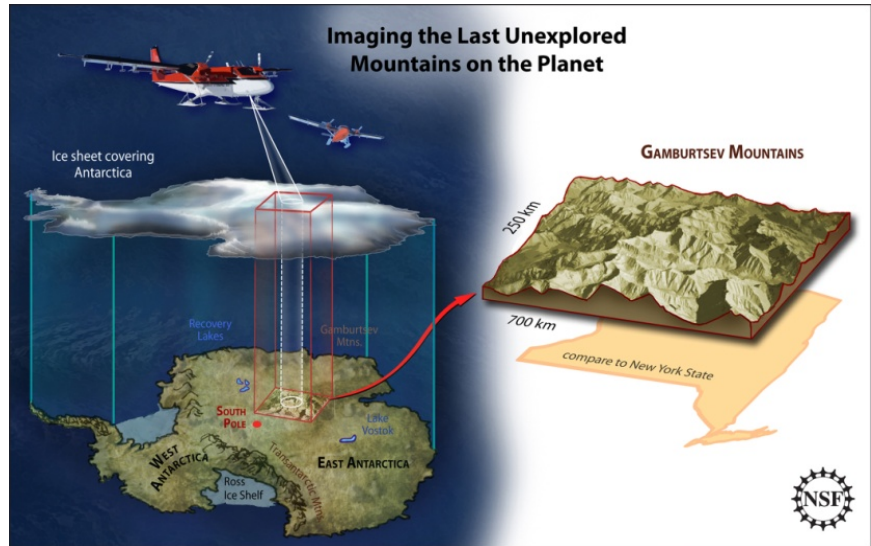 Imaging the Last Unexplored
Mountains on the Planet
Ice sheet covering
Antarctica
GAMBURTSEV MOUNTAINS
250 km
700 km
compare to New York State
Recovery
Lakes
Gamburtsev
Mtns.
SOUTH
POLE
Lake
Vostok
WEST
ANTARCTICA
EAST ANTARCTICA
Transantarctic Mtns.
Ross
Ice Shelf
NSF